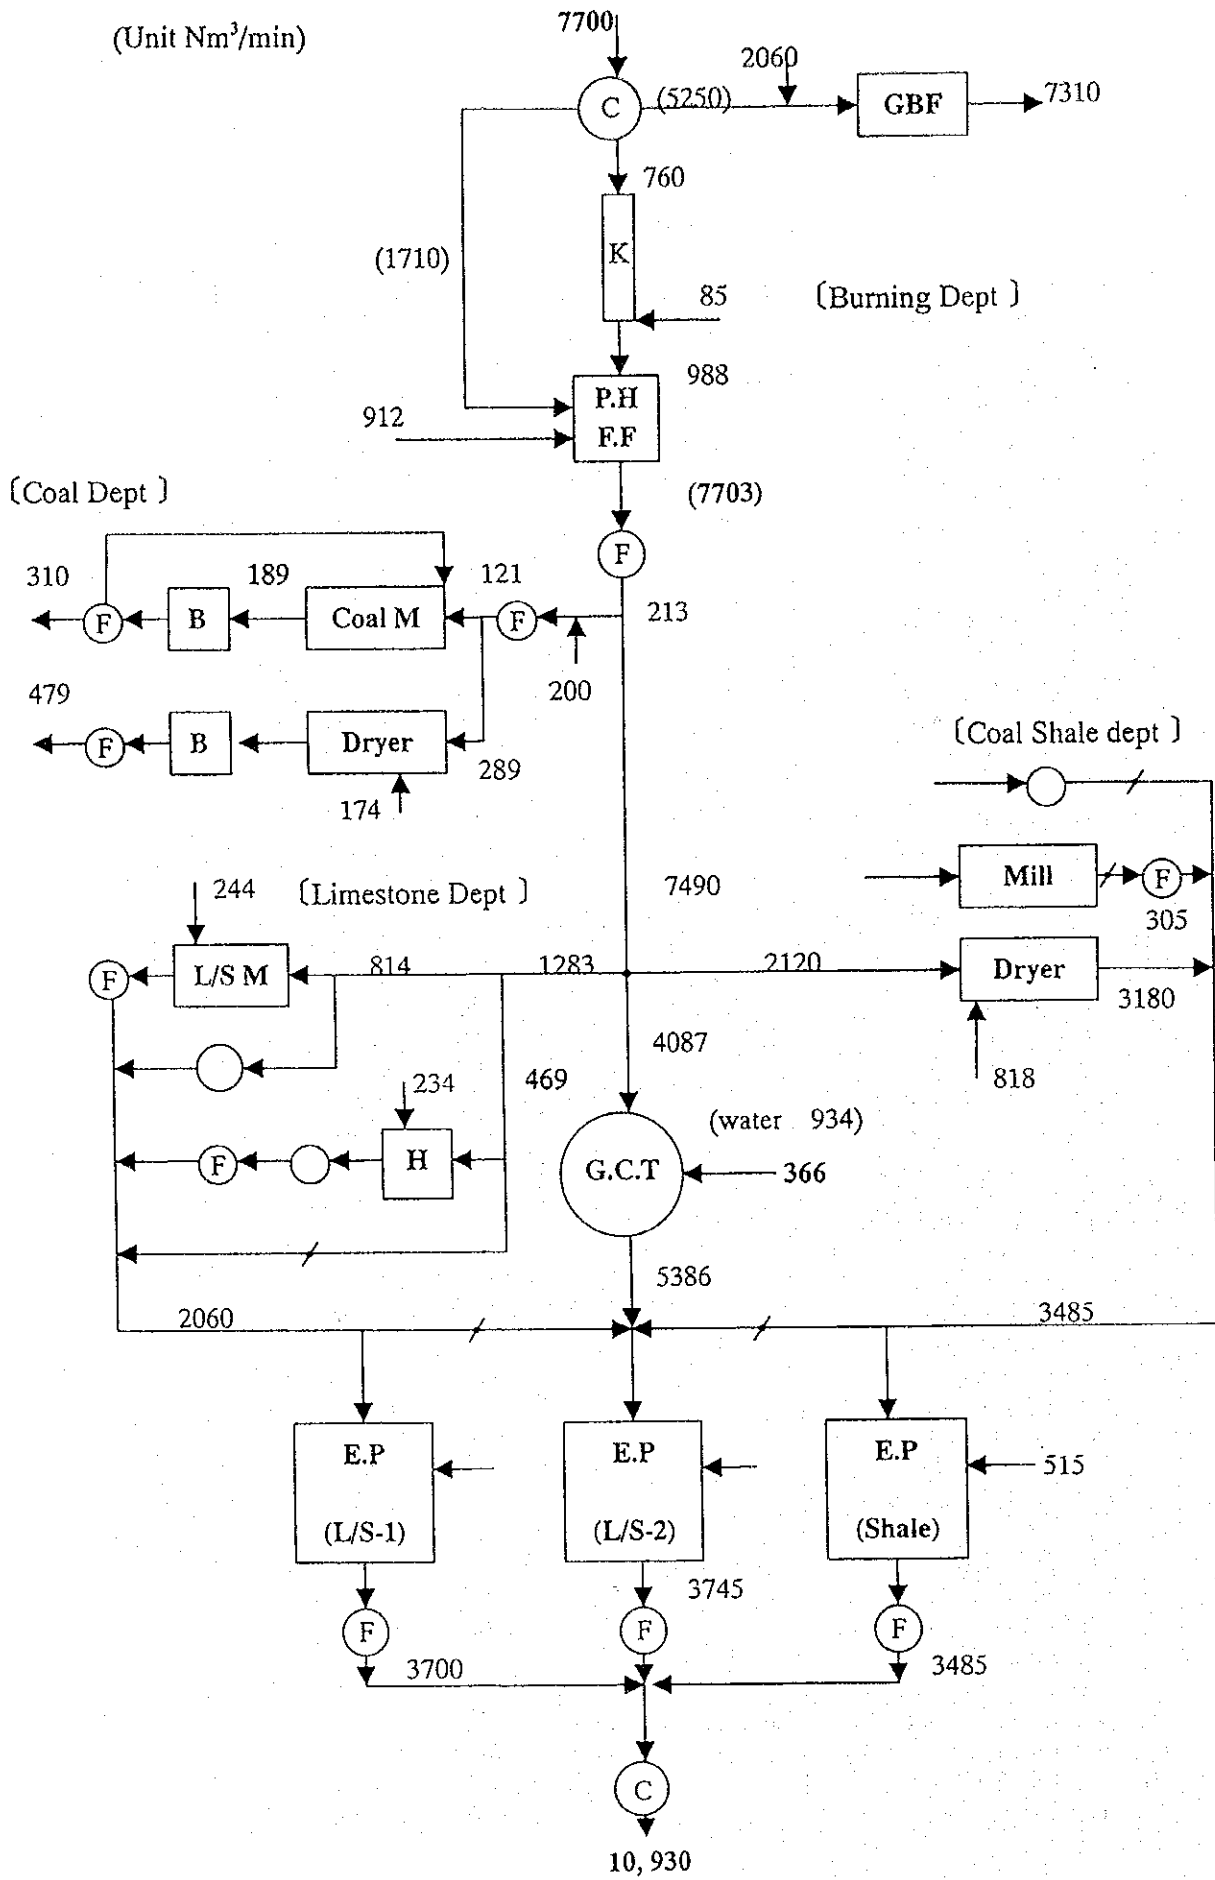 7700
(Unit Nm³/min)
2060
C
(5250)
GBF
7310
760
K
(1710)
85
〔Burning Dept 〕
988
P.H
F.F
912
〔Coal Dept 〕
(7703)
F
310
F
B
189
Coal M
121
F
213
200
479
F
B
Dryer
289
174
〔Coal Shale dept 〕
Mill
F
305
7490
244
〔Limestone Dept 〕
F
L/S M
814
1283
2120
Dryer
3180
818
4087
469
234
F
H
(water 934)
G.C.T
366
5386
2060
3485
E.P
(L/S-1)
E.P
(L/S-2)
E.P
(Shale)
515
3745
F
F
F
3700
3485
C
10,930